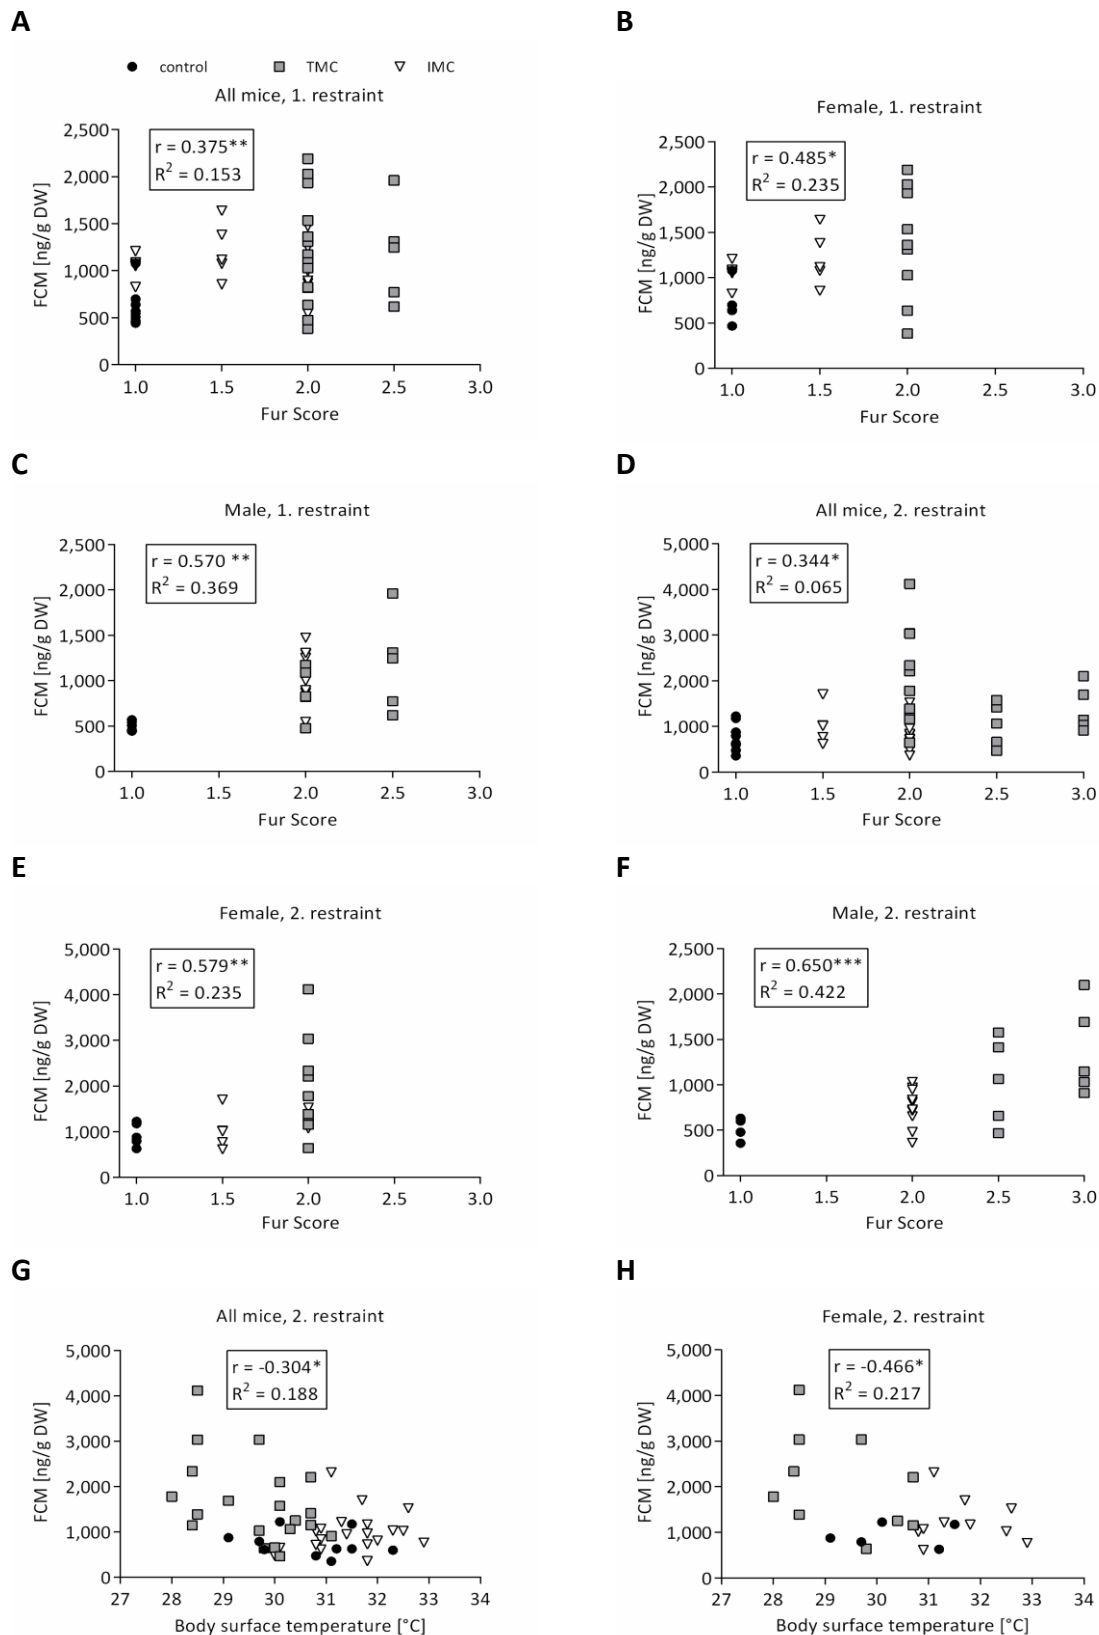 A
control TMC IMC
All mice, 1. restraint
r = 0.375**
R² = 0.153
FCM [ng/g DW]
2,500
2,000
1,500
1,000
500
0
1.0 1.5 2.0 2.5 3.0
Fur Score
B
Female, 1. restraint
r = 0.485*
R² = 0.235
FCM [ng/g DW]
2,500
2,000
1,500
1,000
500
0
1.0 1.5 2.0 2.5 3.0
Fur Score
C
Male, 1. restraint
r = 0.570 **
R² = 0.369
FCM [ng/g DW]
2,500
2,000
1,500
1,000
500
0
1.0 1.5 2.0 2.5 3.0
Fur Score
D
All mice, 2. restraint
r = 0.344*
R² = 0.065
FCM [ng/g DW]
5,000
4,000
3,000
2,000
1,000
0
1.0 1.5 2.0 2.5 3.0
Fur Score
E
Female, 2. restraint
r = 0.579**
R² = 0.235
FCM [ng/g DW]
5,000
4,000
3,000
2,000
1,000
0
1.0 1.5 2.0 2.5 3.0
Fur Score
F
Male, 2. restraint
r = 0.650***
R² = 0.422
FCM [ng/g DW]
2,500
2,000
1,500
1,000
500
0
1.0 1.5 2.0 2.5 3.0
Fur Score
G
All mice, 2. restraint
r = -0.304*
R² = 0.188
FCM [ng/g DW]
5,000
4,000
3,000
2,000
1,000
0
27 28 29 30 31 32 33 34
Body surface temperature [°C]
H
Female, 2. restraint
r = -0.466*
R² = 0.217
FCM [ng/g DW]
5,000
4,000
3,000
2,000
1,000
0
27 28 29 30 31 32 33 34
Body surface temperature [°C]